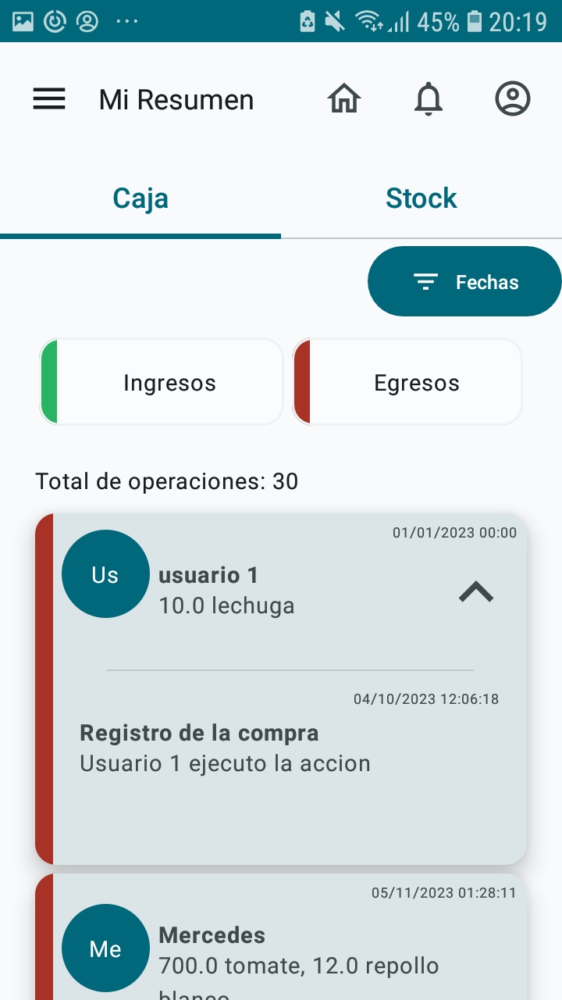 45% 20:19
Mi Resumen
Caja Stock
Fechas
Ingresos Egresos
Total de operaciones: 30
01/01/2023 00:00
Us
usuario 1
10.0 lechuga
04/10/2023 12:06:18
Registro de la compra
Usuario 1 ejecuto la accion
05/11/2023 01:28:11
Me
Mercedes
700.0 tomate, 12.0 repollo
blanco